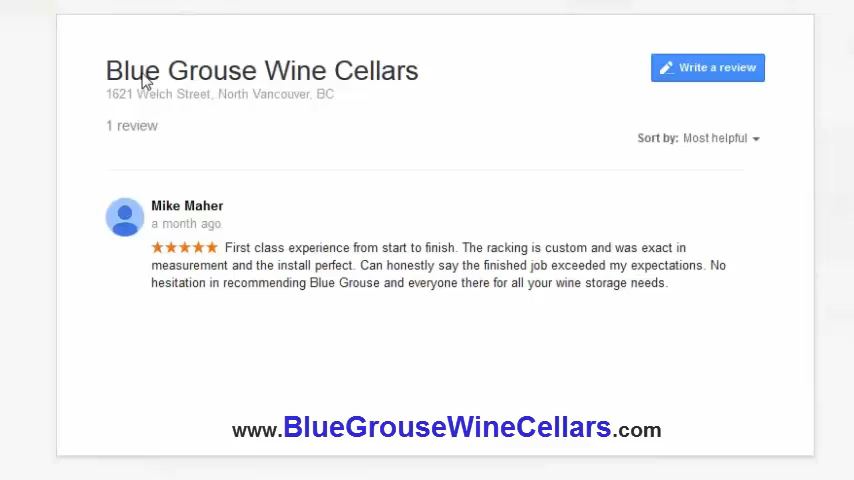 Blue Grouse Wine Cellars
Write a review
1621 Welch Street, North Vancouver, BC
1 review
Sort by: Most helpful
Mike Maher
a month ago
First class experience from start to finish. The racking is custom and was exact in
measurement and the install perfect. Can honestly say the finished job exceeded my expectations. No
hesitation in recommending Blue Grouse and everyone there for all your wine storage needs.
www.BlueGrouseWineCellars.com